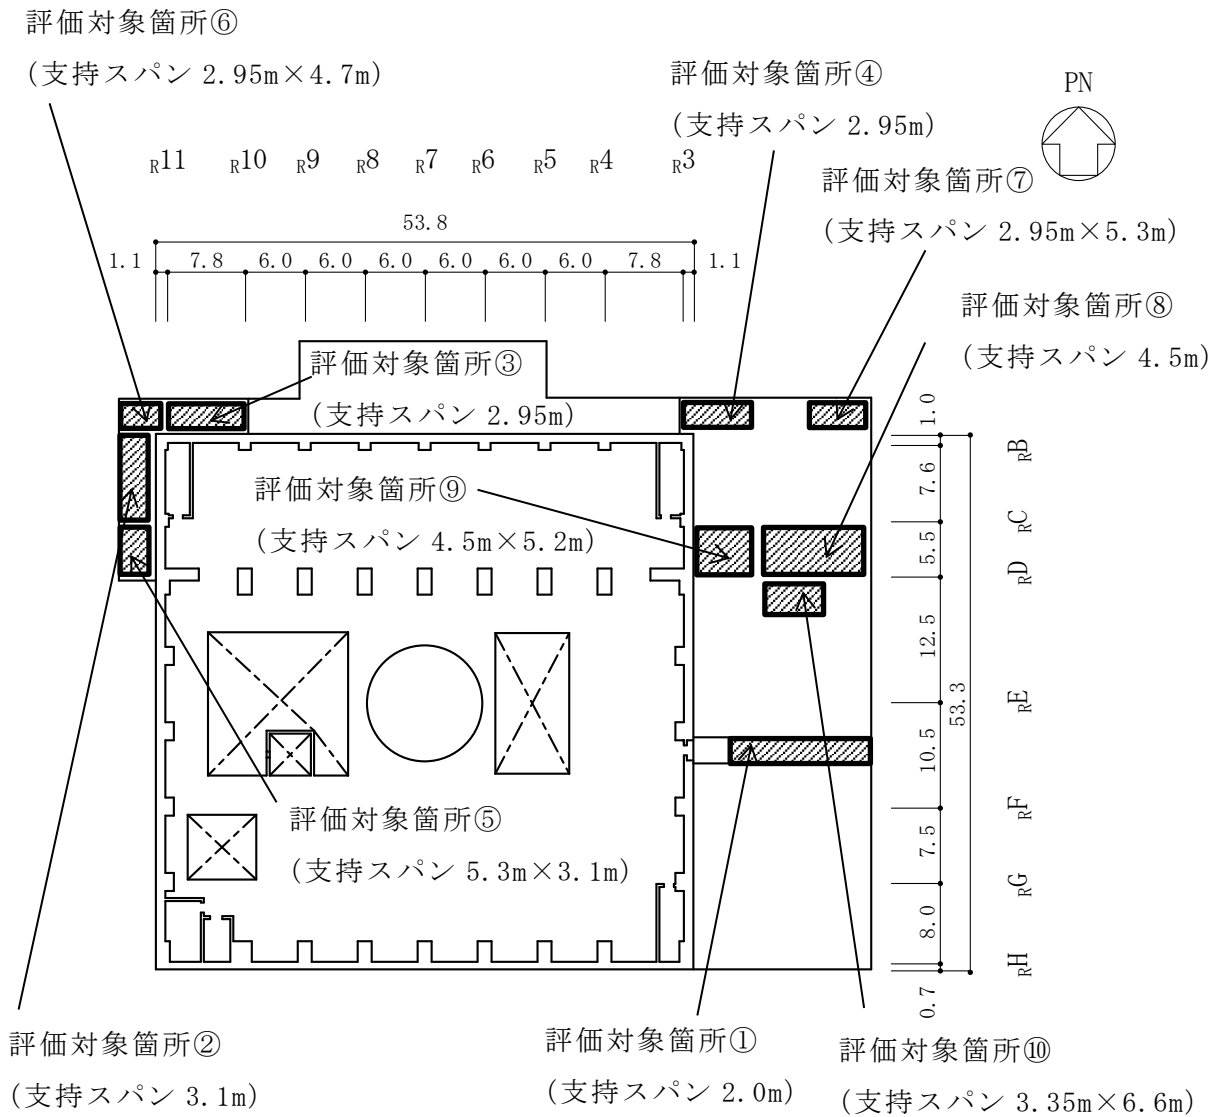 評価対象箇所⑥
(支持スパン 2.95m×4.7m)
評価対象箇所④
(支持スパン 2.95m)
PN
R11 R10 R9 R8 R7 R6 R5 R4 R3
評価対象箇所⑦
(支持スパン 2.95m×5.3m)
53.8
1.1 7.8 6.0 6.0 6.0 6.0 6.0 6.0 7.8 1.1
評価対象箇所⑧
(支持スパン 4.5m)
評価対象箇所③
(支持スパン 2.95m)
評価対象箇所⑨
(支持スパン 4.5m×5.2m)
1.0
7.6
5.5
12.5
10.5
7.5
8.0
0.7
53.3
RB
RC
RD
RE
RF
RG
RH
評価対象箇所⑤
(支持スパン 5.3m×3.1m)
評価対象箇所②
(支持スパン 3.1m)
評価対象箇所①
(支持スパン 2.0m)
評価対象箇所⑩
(支持スパン 3.35m×6.6m)